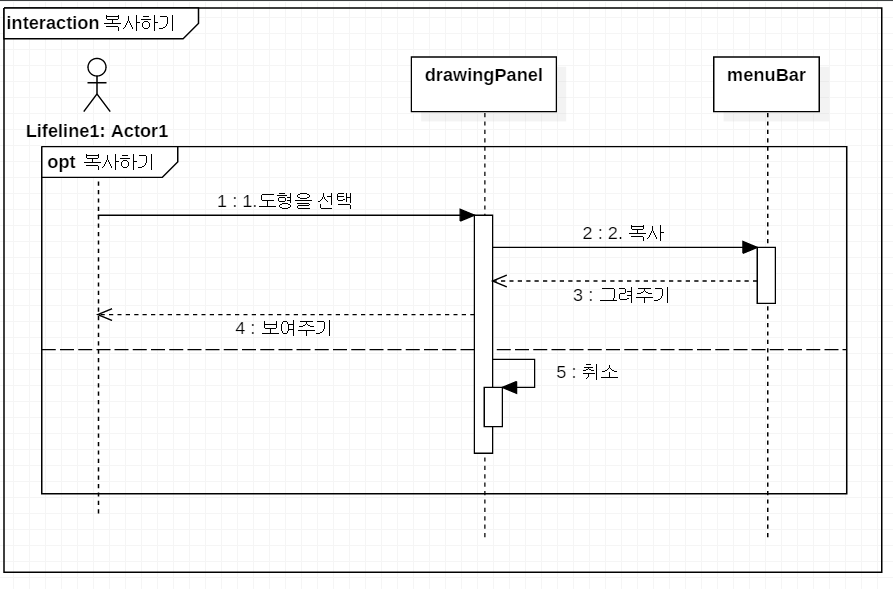 interaction 복사하기
drawingPanel
menuBar
Lifeline1: Actor1
opt 복사하기
1 : 1.도형을 선택
2 : 2. 복사
3 : 그려주기
4 : 보여주기
5 : 취소